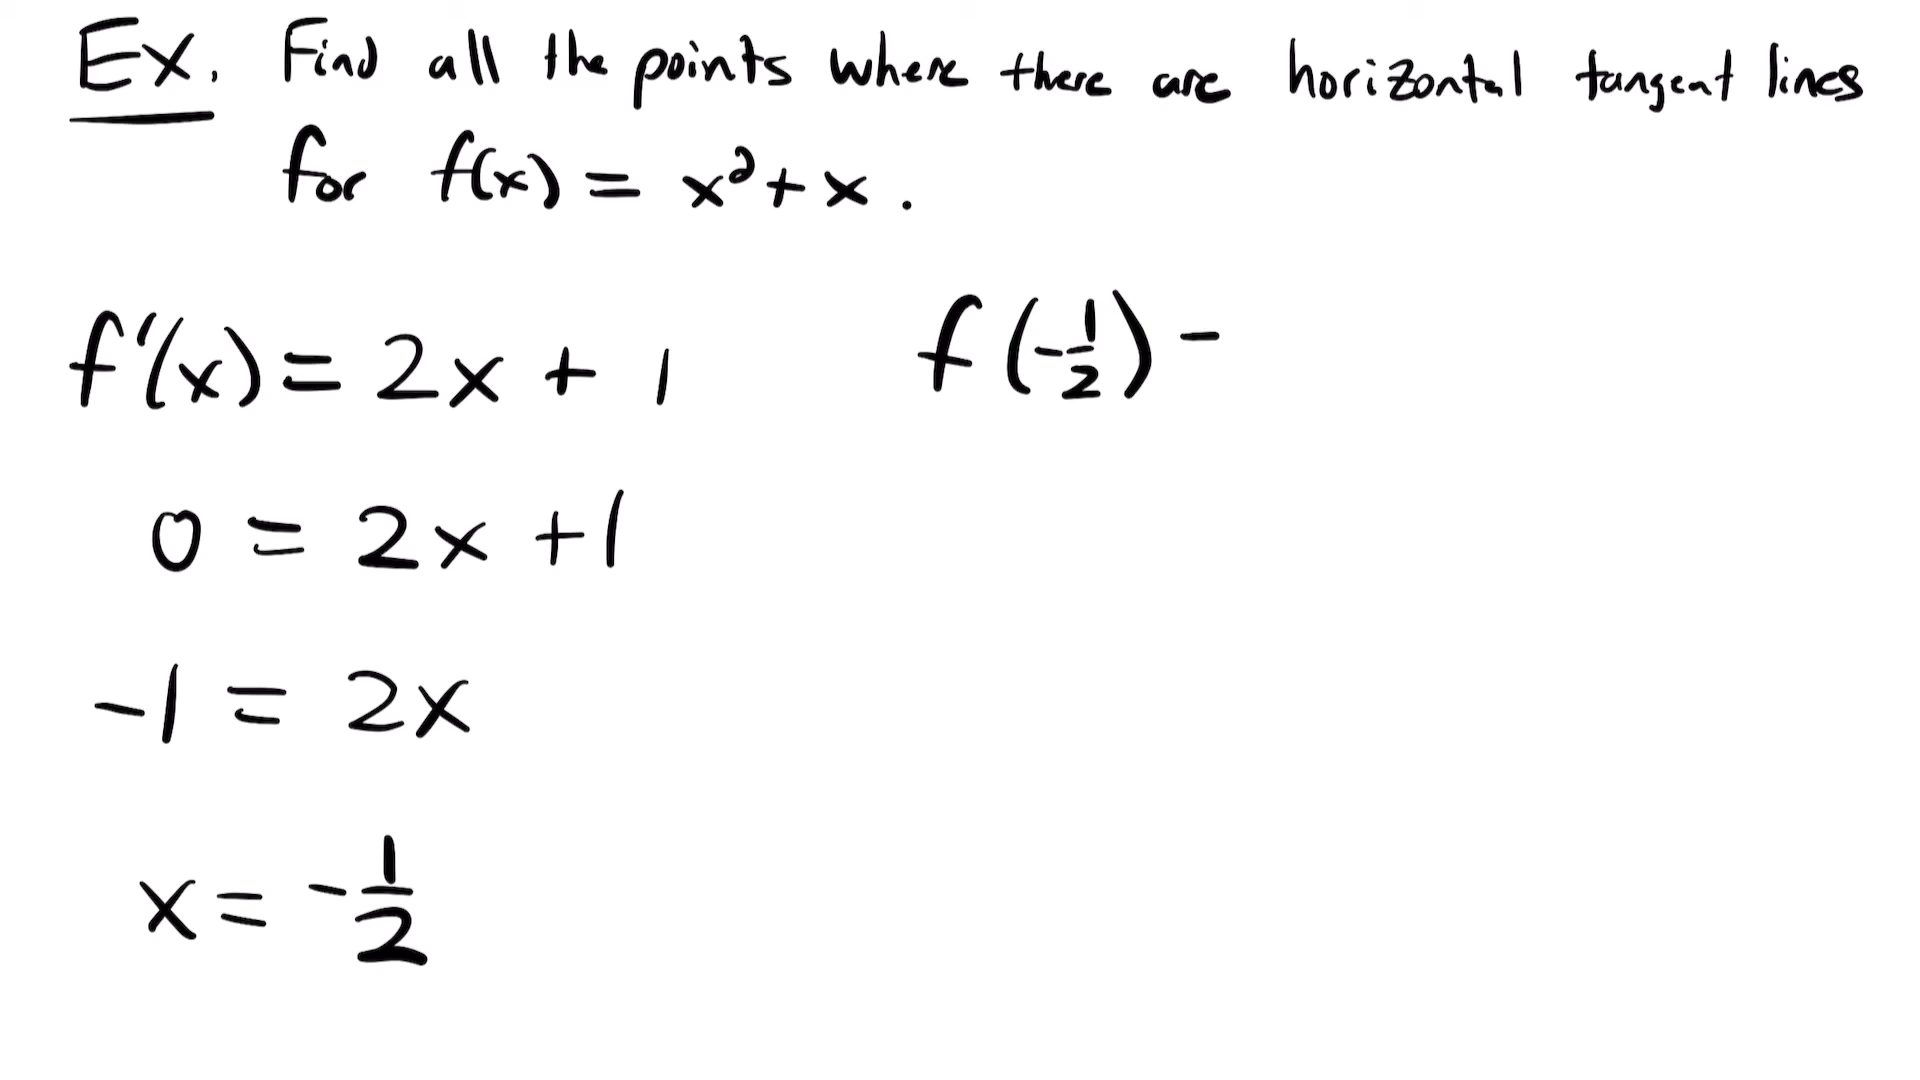 Ex. Find all the points where there are horizontal tangent lines
for f(x) = x² + x .
f'(x) = 2x + 1
f(-1/2) -
0 = 2x + 1
-1 = 2x
x = -1/2